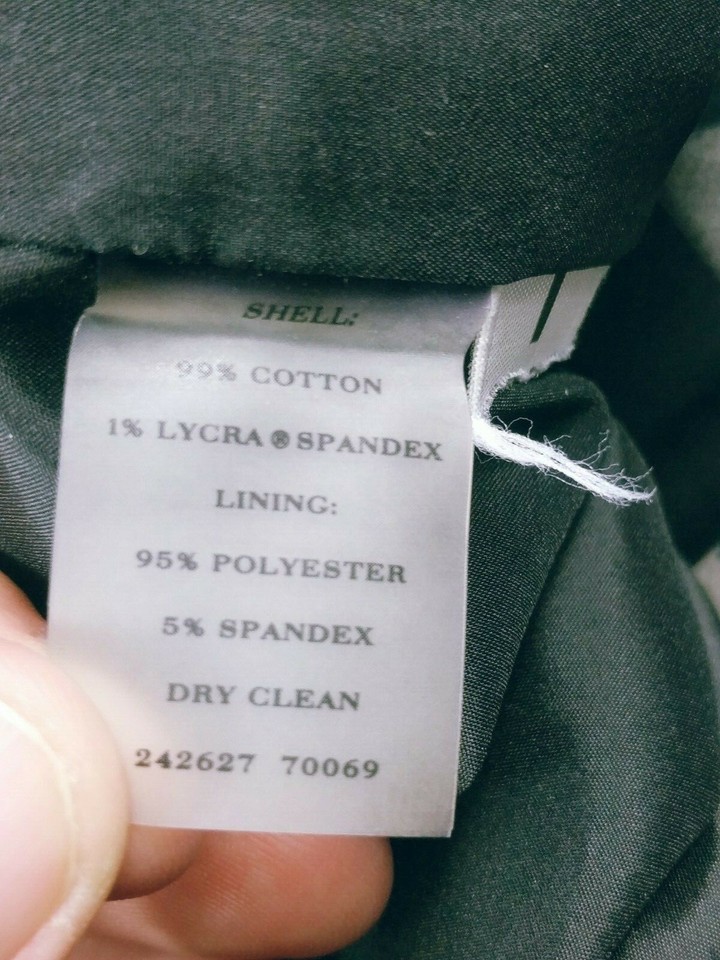 SHELL:
99% COTTON
1% LYCRA®SPANDEX
LINING:
95% POLYESTER
5% SPANDEX
DRY CLEAN
242627 70069